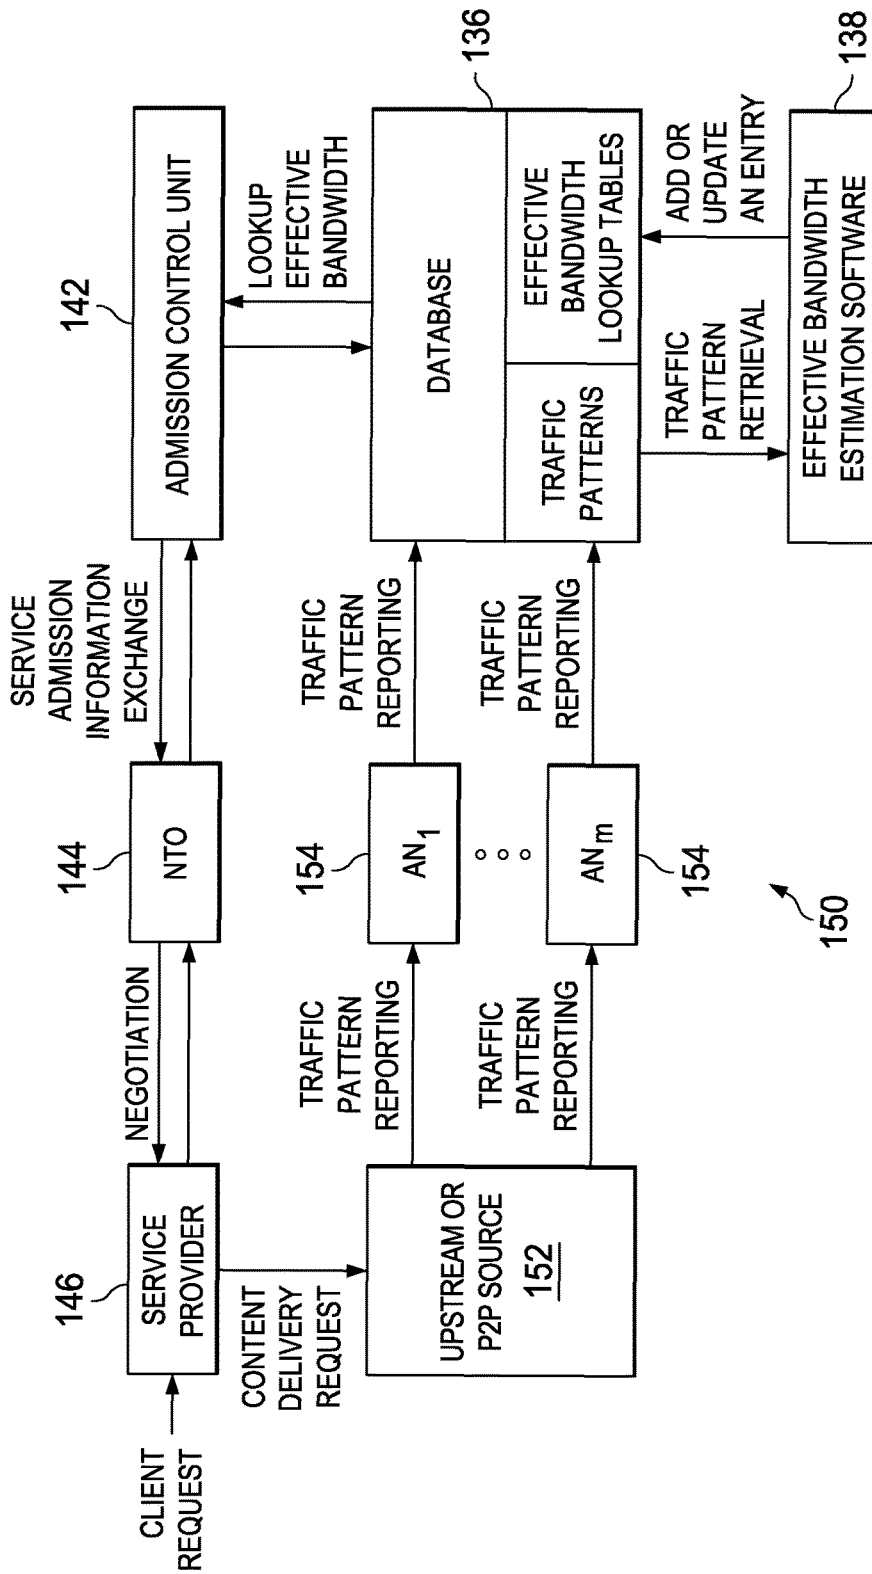 CLIENT
REQUEST
146
SERVICE
PROVIDER
NEGOTIATION
144
NTO
SERVICE
ADMISSION
INFORMATION
EXCHANGE
142
ADMISSION CONTROL UNIT
CONTENT
DELIVERY
REQUEST
LOOKUP
EFFECTIVE
BANDWIDTH
UPSTREAM OR
P2P SOURCE
152
TRAFFIC
PATTERN
REPORTING
154
AN1
TRAFFIC
PATTERN
REPORTING
DATABASE
136
TRAFFIC
PATTERN
REPORTING
ANm
154
TRAFFIC
PATTERN
REPORTING
TRAFFIC
PATTERNS
EFFECTIVE
BANDWIDTH
LOOKUP TABLES
TRAFFIC
PATTERN
RETRIEVAL
ADD OR
UPDATE
AN ENTRY
150
EFFECTIVE BANDWIDTH
ESTIMATION SOFTWARE
138